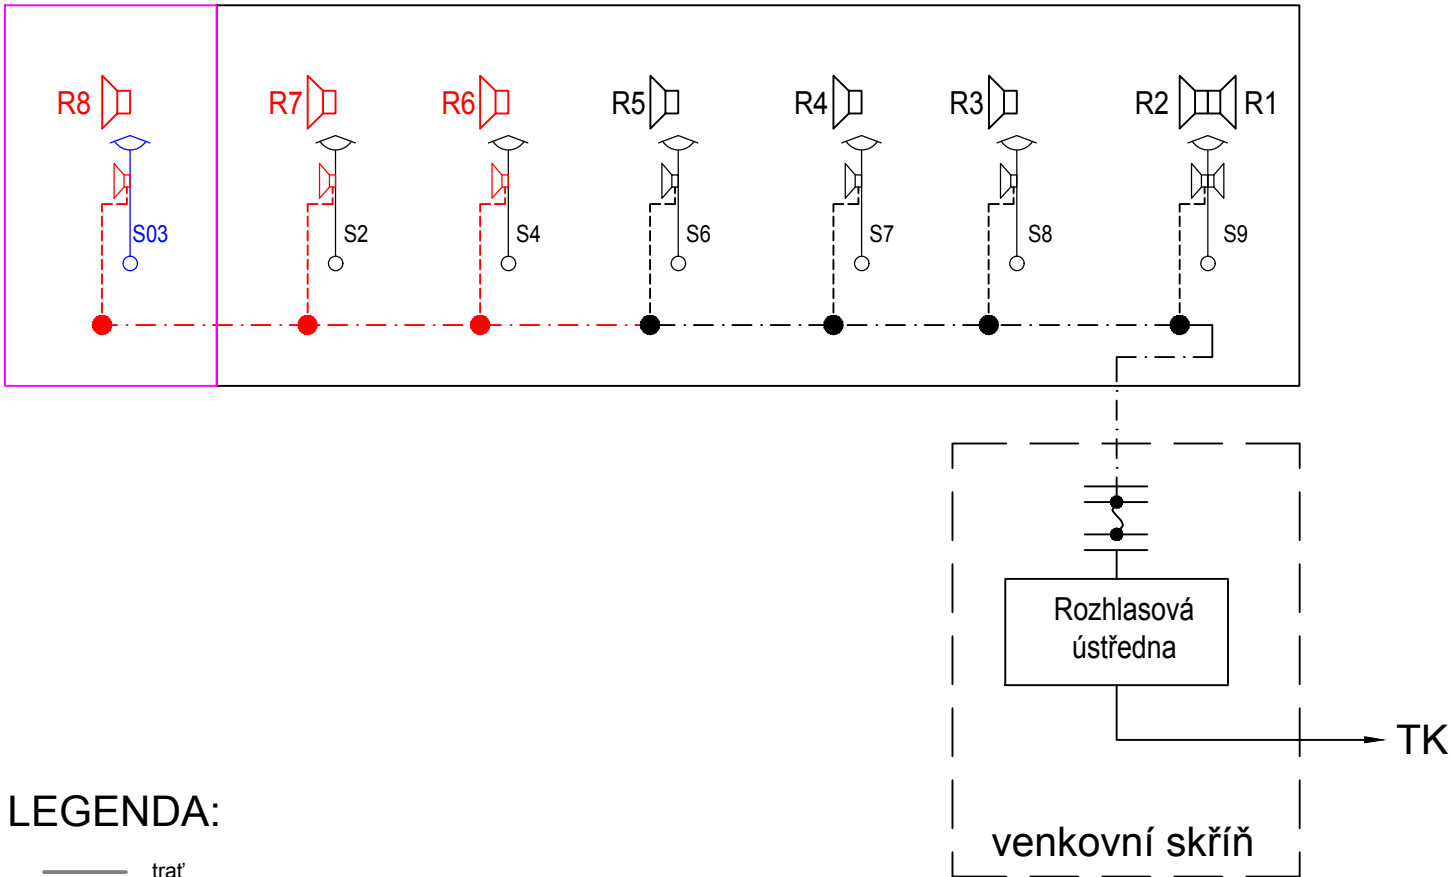 R8
R7
R6
R5
R4
R3
R2
R1
S03
S2
S4
S6
S7
S8
S9
Rozhlasová
ústředna
TK
LEGENDA:
venkovní skříň
trať